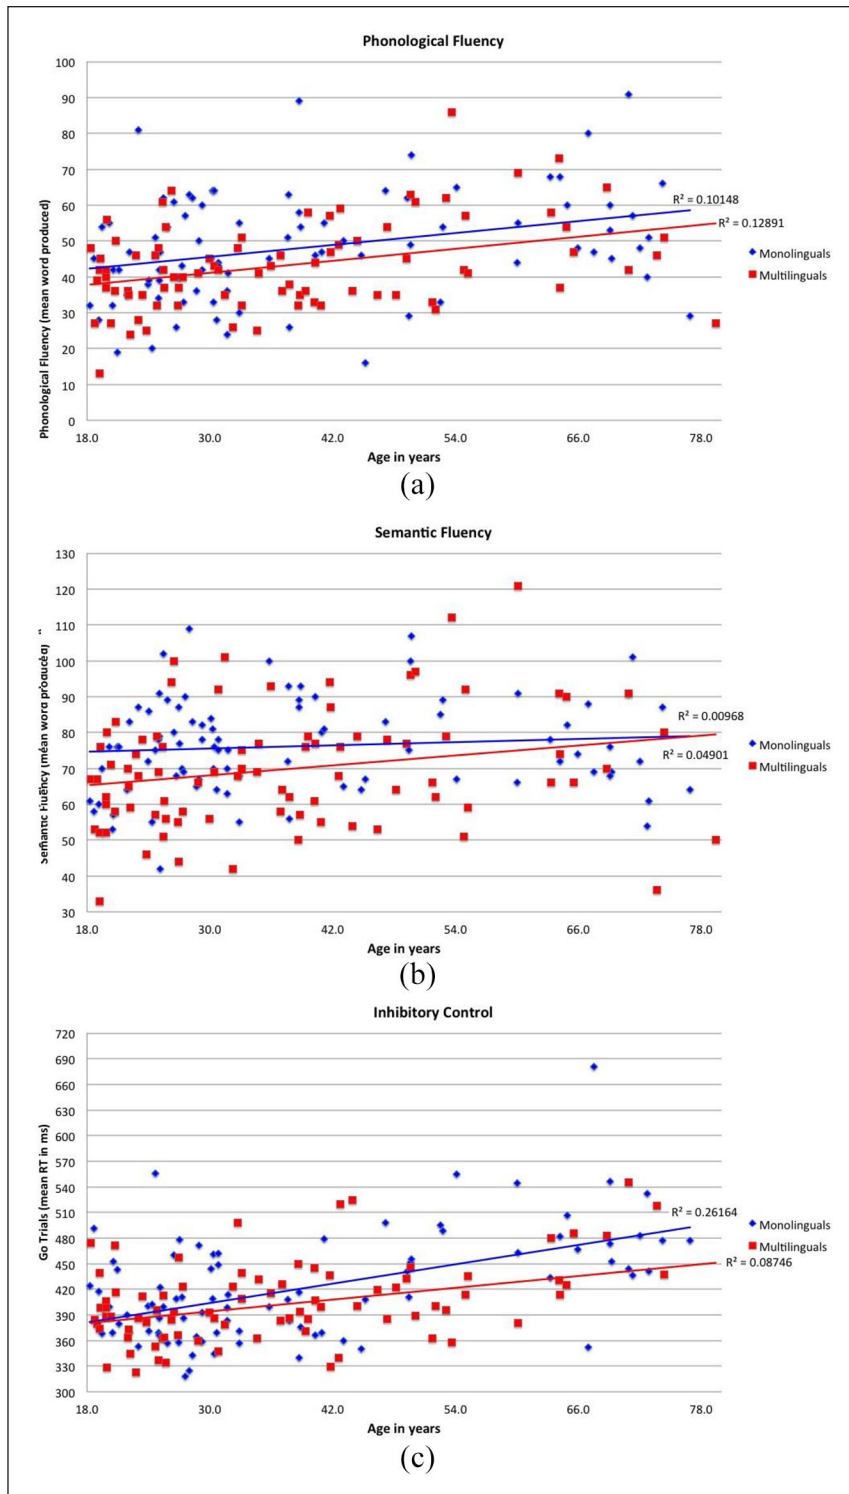 Phonological Fluency
Phonological Fluency (mean word produced)
100
90
80
70
60
50
40
30
20
10
0
18.0 30.0 42.0 54.0 66.0 78.0
Age in years
R² = 0.10148
R² = 0.12891
Monolinguals
Multilinguals
(a)
Semantic Fluency
Semantic Fluency (mean word produced)
130
120
110
100
90
80
70
60
50
40
30
18.0 30.0 42.0 54.0 66.0 78.0
Age in years
R² = 0.00968
R² = 0.04901
Monolinguals
Multilinguals
(b)
Inhibitory Control
Go Trials (mean RT in ms)
720
690
660
630
600
570
540
510
480
450
420
390
360
330
300
18.0 30.0 42.0 54.0 66.0 78.0
Age in years
R² = 0.26164
R² = 0.08746
Monolinguals
Multilinguals
(c)